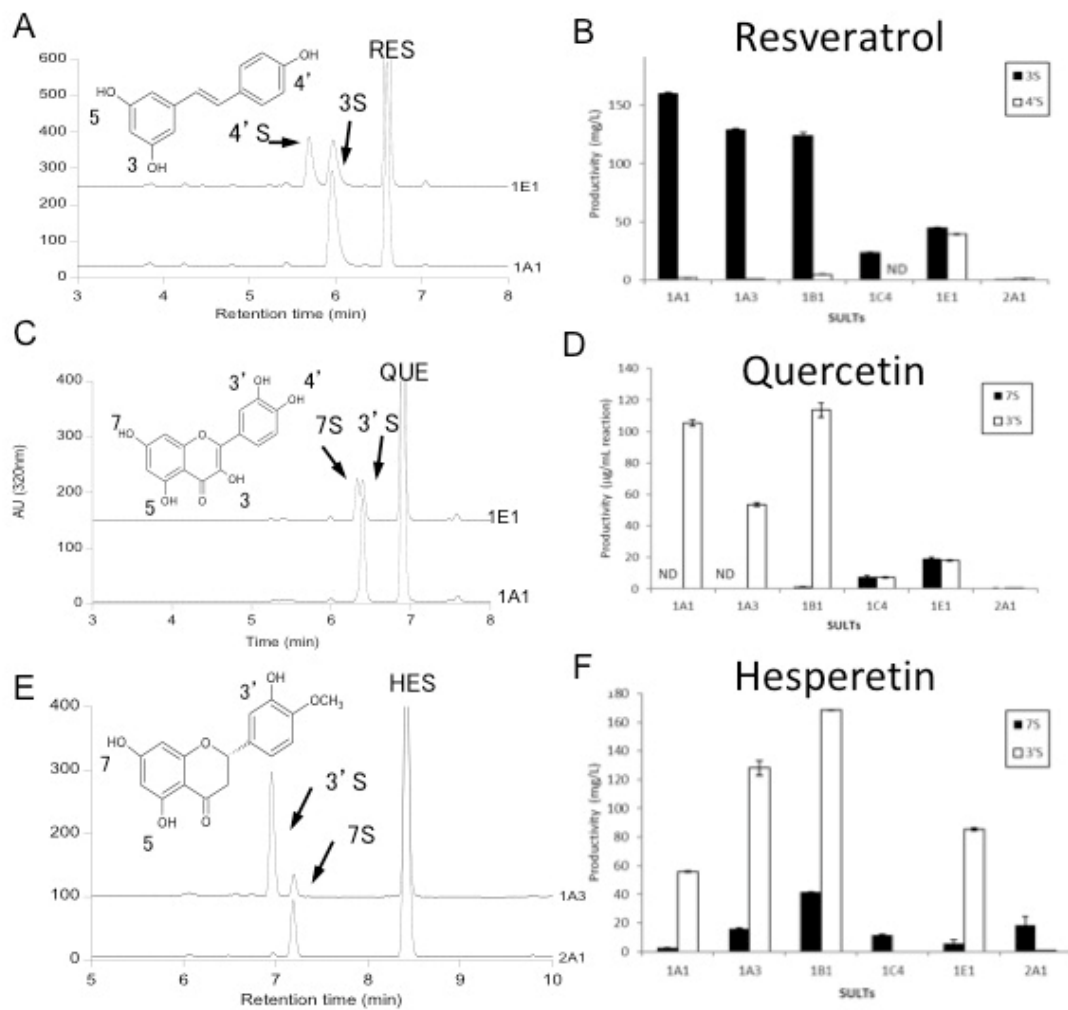 A
600
500
400
300
200
100
0
OH
4'
HO
5
3
OH
RES
3S
4' S
1E1
1A1
3 4 5 6 7 8
Retention time (min)
B
Resveratrol
3S
4'S
Productivity (mg/L)
150
100
50
0
ND
1A1 1A3 1B1 1C4 1E1 2A1
SULTs
C
400
300
200
100
0
AU (320nm)
3' OH 4'
OH
7
HO
O
OH
3
5 OH O
QUE
7S 3' S
1E1
1A1
3 4 5 6 7 8
Time (min)
D
Quercetin
7S
3'S
Productivity (µg/mL reaction)
140
120
100
80
60
40
20
0
ND ND
1A1 1A3 1B1 1C4 1E1 2A1
SULTs
E
400
300
200
100
0
3' OH
OCH3
HO
7
O
5 OH O
HES
3' S
7S
1A3
2A1
5 6 7 8 9 10
Retention time (min)
F
Hesperetin
7S
3'S
Productivity (mg/L)
180
160
140
120
100
80
60
40
20
0
1A1 1A3 1B1 1C4 1E1 2A1
SULTs